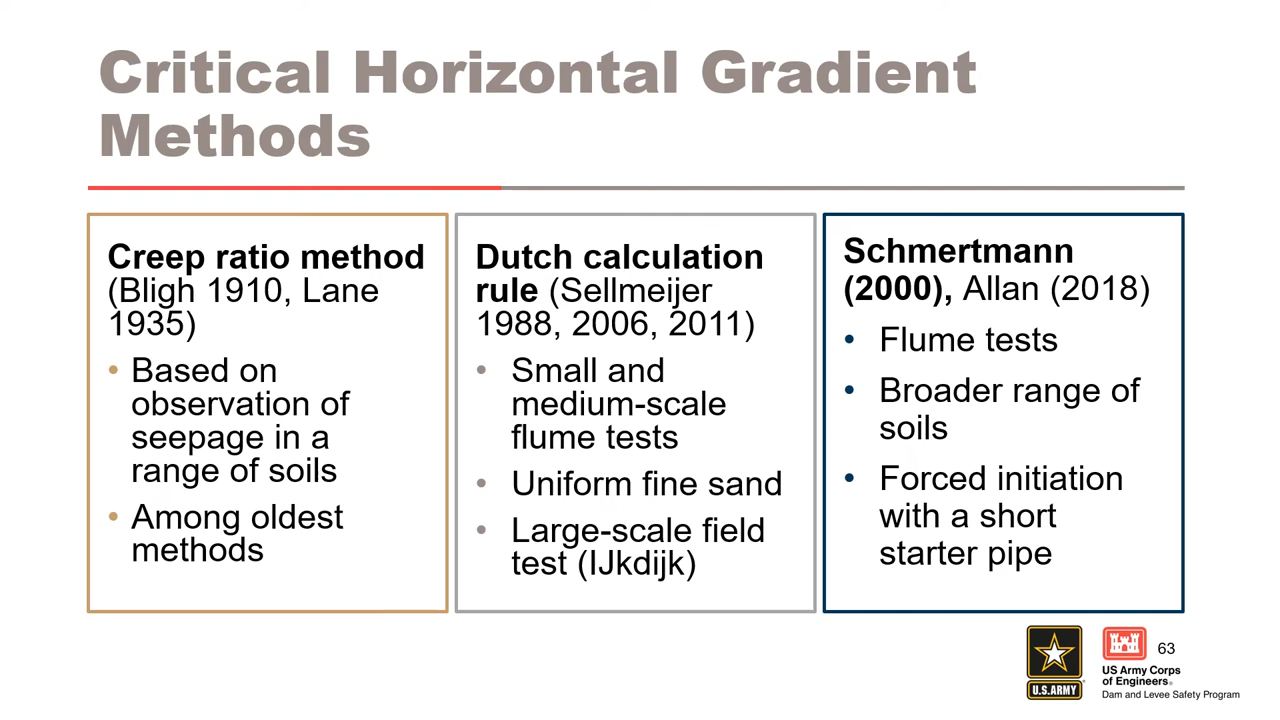 Critical Horizontal Gradient
Methods
Creep ratio method
(Bligh 1910, Lane
1935)
• Based on
observation of
seepage in a
range of soils
• Among oldest
methods
Dutch calculation
rule (Sellmeijer
1988, 2006, 2011)
• Small and
medium-scale
flume tests
• Uniform fine sand
• Large-scale field
test (IJkdijk)
Schmertmann
(2000), Allan (2018)
• Flume tests
• Broader range of
soils
• Forced initiation
with a short
starter pipe
U.S.ARMY
63
US Army Corps
of Engineers®
Dam and Levee Safety Program